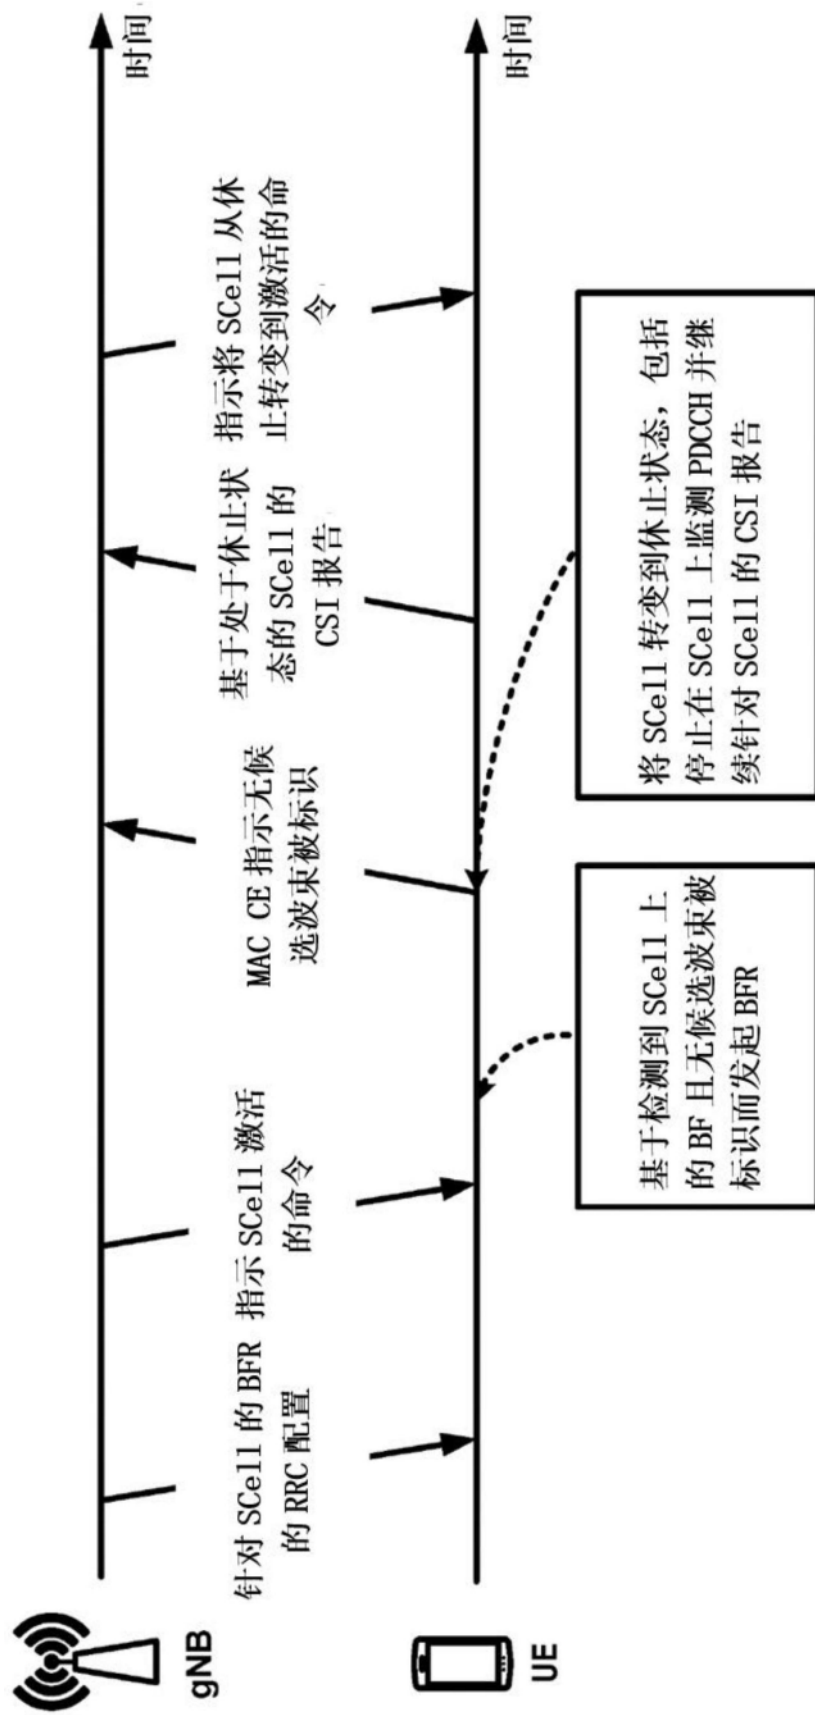 gNB
时间
针对 SCell 的 BFR
的 RRC 配置
指示 SCell 激活
的命令
MAC CE 指示无候
选波束被标识
基于处于休止状
态的 SCell 的
CSI 报告
指示将 SCell 从休
止转变到激活的命
令
UE
时间
基于检测到 SCell 上
的 BF 且无候选波束被
标识而发起 BFR
将 SCell 转变到休止状态，包括
停止在 SCell 上监测 PDCCH 并继
续针对 SCell 的 CSI 报告